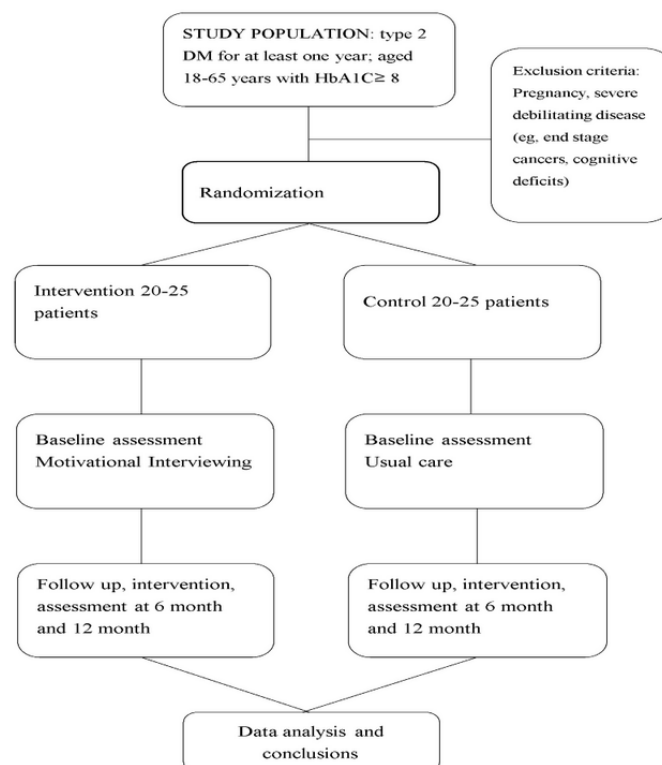 STUDY POPULATION: type 2
DM for at least one year; aged
18-65 years with HbA1C≥ 8
Exclusion criteria:
Pregnancy, severe
debilitating disease
(eg, end stage
cancers, cognitive
deficits)
Randomization
Intervention 20-25
patients
Control 20-25 patients
Baseline assessment
Motivational Interviewing
Baseline assessment
Usual care
Follow up, intervention,
assessment at 6 month
and 12 month
Follow up, intervention,
assessment at 6 month
and 12 month
Data analysis and
conclusions